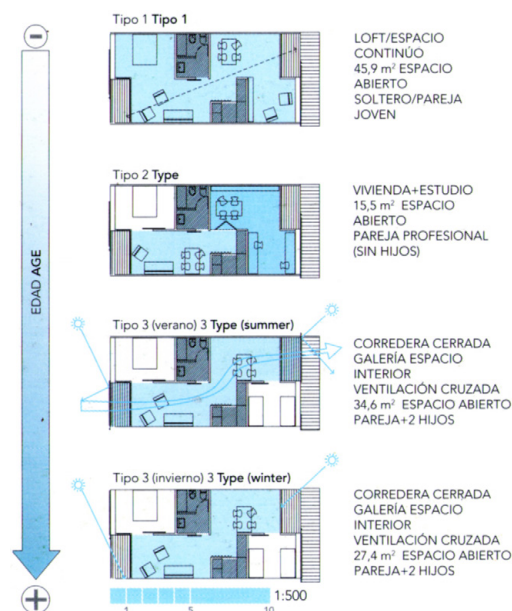 Tipo 1 Tipo 1
LOFT/ESPACIO
CONTINÚO
45,9 m² ESPACIO
ABIERTO
SOLTERO/PAREJA
JOVEN
Tipo 2 Type
VIVIENDA+ESTUDIO
15,5 m² ESPACIO
ABIERTO
PAREJA PROFESIONAL
(SIN HIJOS)
EDAD AGE
Tipo 3 (verano) 3 Type (summer)
CORREDERA CERRADA
GALERÍA ESPACIO
INTERIOR
VENTILACIÓN CRUZADA
34,6 m² ESPACIO ABIERTO
PAREJA+2 HIJOS
Tipo 3 (invierno) 3 Type (winter)
CORREDERA CERRADA
GALERÍA ESPACIO
INTERIOR
VENTILACIÓN CRUZADA
27,4 m² ESPACIO ABIERTO
PAREJA+2 HIJOS
1:500
1 5 10